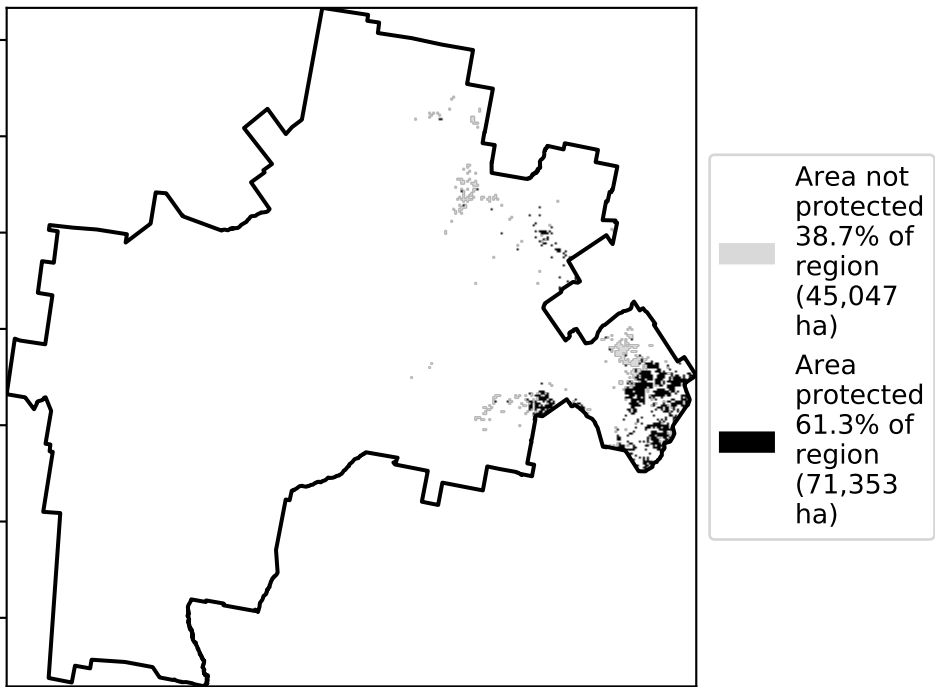 Area not
protected
38.7% of
region
(45,047
ha)
Area
protected
61.3% of
region
(71,353
ha)